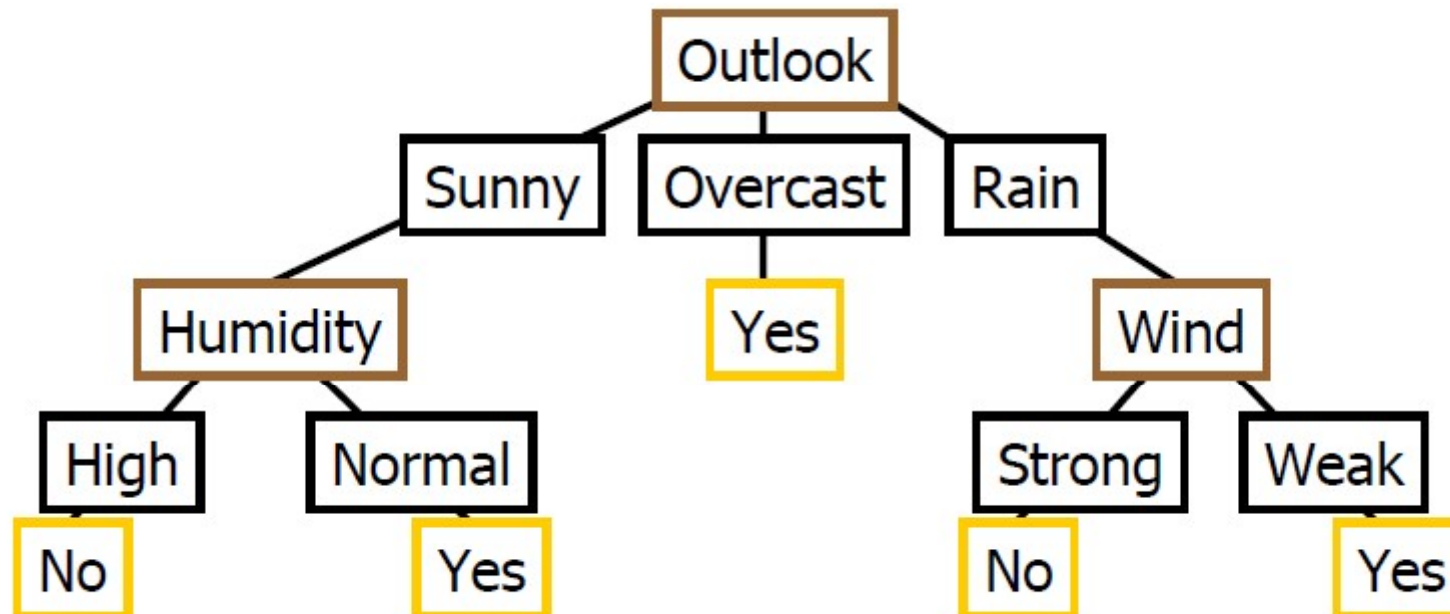 Outlook
Sunny Overcast Rain
Humidity Yes Wind
High Normal Strong Weak
No Yes No Yes